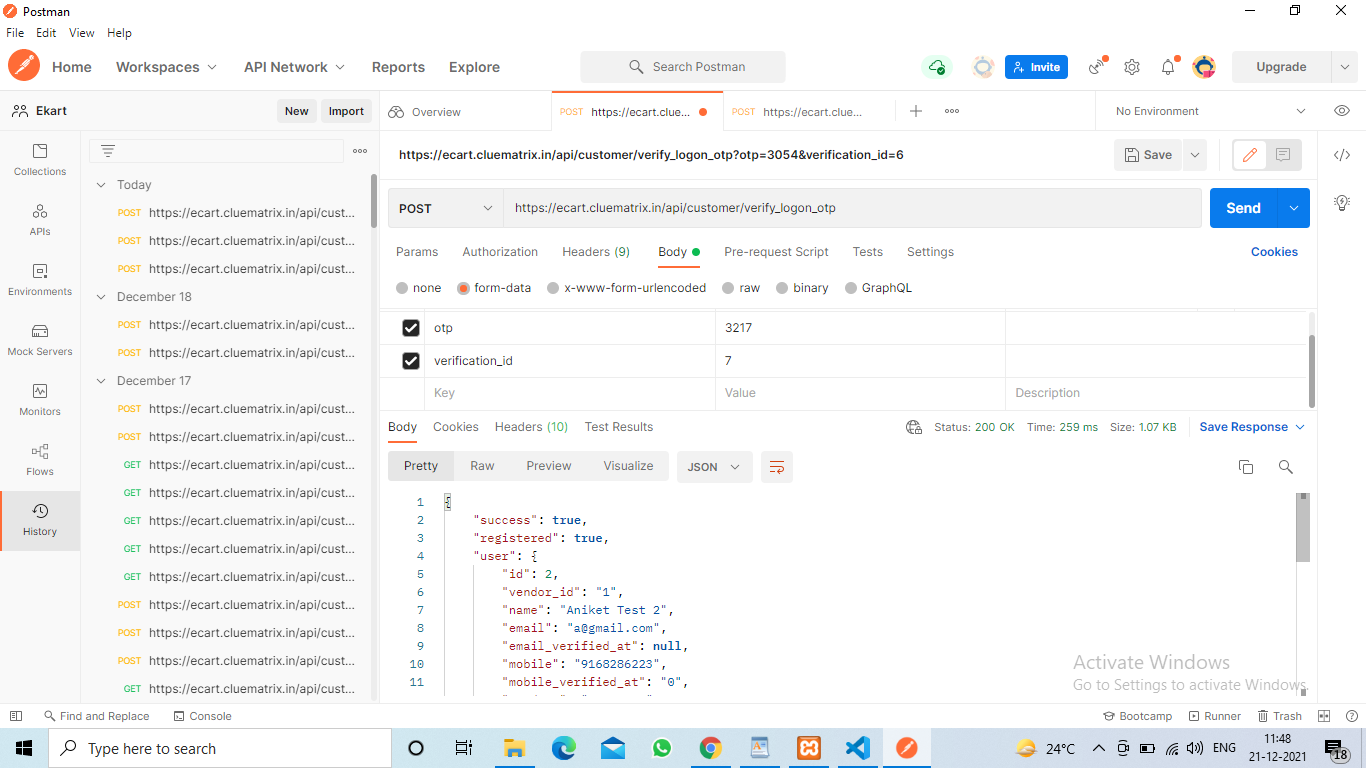 Postman
File Edit View Help
Home Workspaces API Network Reports Explore Search Postman Invite Upgrade
Ekart New Import Overview POST https://ecart.clue... POST https://ecart.clue... No Environment
https://ecart.cluematrix.in/api/customer/verify_logon_otp?otp=3054&verification_id=6 Save
Collections
APIs
Environments
Mock Servers
Monitors
Flows
History
Today
POST https://ecart.cluematrix.in/api/cust...
POST https://ecart.cluematrix.in/api/cust...
POST https://ecart.cluematrix.in/api/cust...
December 18
POST https://ecart.cluematrix.in/api/cust...
POST https://ecart.cluematrix.in/api/cust...
December 17
POST https://ecart.cluematrix.in/api/cust...
POST https://ecart.cluematrix.in/api/cust...
GET https://ecart.cluematrix.in/api/cust...
GET https://ecart.cluematrix.in/api/cust...
GET https://ecart.cluematrix.in/api/cust...
GET https://ecart.cluematrix.in/api/cust...
GET https://ecart.cluematrix.in/api/cust...
POST https://ecart.cluematrix.in/api/cust...
POST https://ecart.cluematrix.in/api/cust...
POST https://ecart.cluematrix.in/api/cust...
GET https://ecart.cluematrix.in/api/cust...
POST https://ecart.cluematrix.in/api/customer/verify_logon_otp Send
Params Authorization Headers (9) Body Pre-request Script Tests Settings Cookies
none form-data x-www-form-urlencoded raw binary GraphQL
otp 3217
verification_id 7
Key Value Description
Body Cookies Headers (10) Test Results Status: 200 OK Time: 259 ms Size: 1.07 KB Save Response
Pretty Raw Preview Visualize JSON
1 {
2 "success": true,
3 "registered": true,
4 "user": {
5 "id": 2,
6 "vendor_id": "1",
7 "name": "Aniket Test 2",
8 "email": "a@gmail.com",
9 "email_verified_at": null,
10 "mobile": "9168286223",
11 "mobile_verified_at": "0",
Activate Windows
Go to Settings to activate Windows.
Find and Replace Console Bootcamp Runner Trash
Type here to search 24°C ENG 11:48
21-12-2021 18